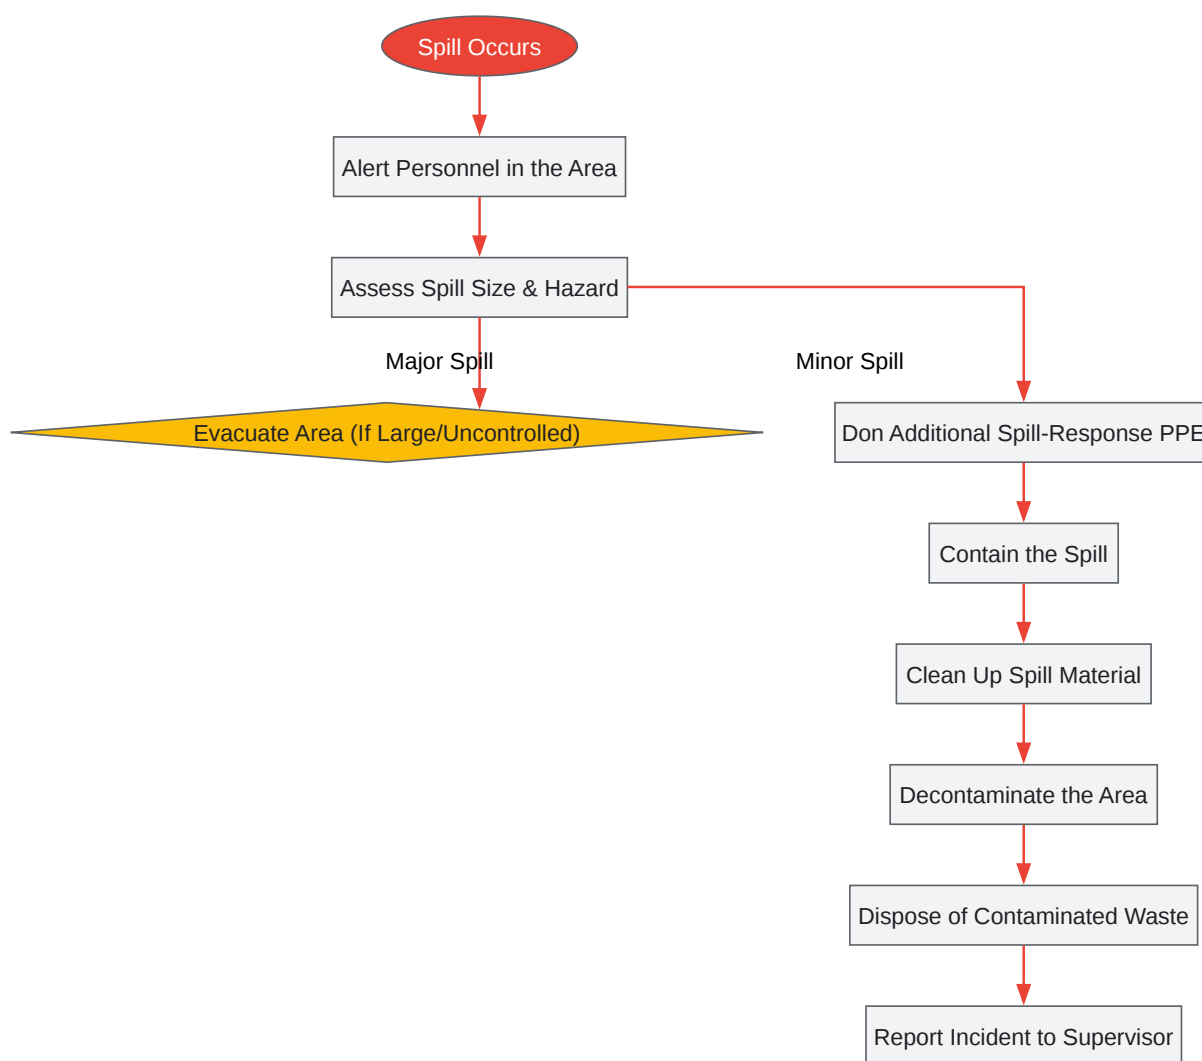 Spill Occurs
Alert Personnel in the Area
Assess Spill Size & Hazard
Major Spill
Minor Spill
Evacuate Area (If Large/Uncontrolled)
Don Additional Spill-Response PPE
Contain the Spill
Clean Up Spill Material
Decontaminate the Area
Dispose of Contaminated Waste
Report Incident to Supervisor